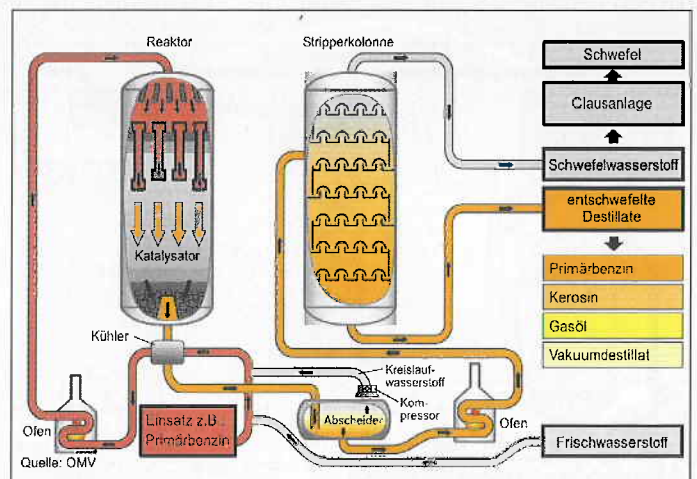 Reaktor
Stripperkolonne
Schwefel
Clausanlage
Schwefelwasserstoff
entschwefelte
Destillate
Katalysator
Primärbenzin
Kerosin
Gasöl
Vakuumdestillat
Kühler
Kreislauf-
wasserstoff
Kom-
pressor
Abscheider
Ofen
Einsatz z.B.
Primärbenzin
Ofen
Frischwasserstoff
Quelle: OMV